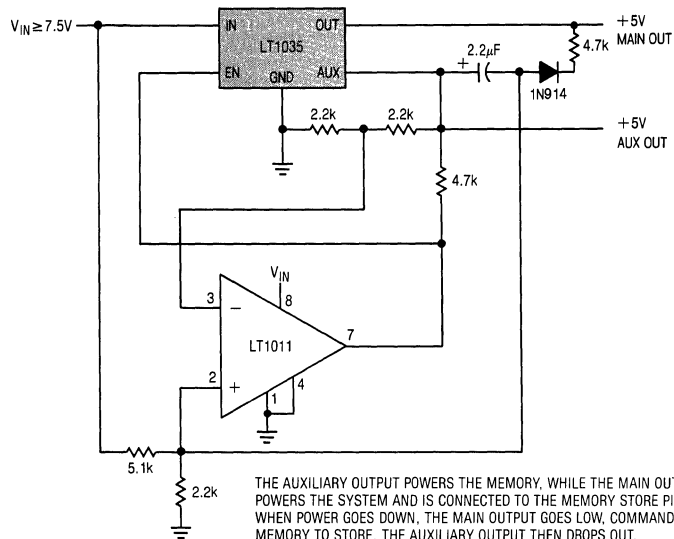 VIN ≥ 7.5V
IN
OUT
LT1035
EN
GND
AUX
+5V
MAIN OUT
4.7k
2.2μF
+
1N914
2.2k
2.2k
+5V
AUX OUT
4.7k
VIN
3
8
−
7
LT1011
2
+
1
4
5.1k
2.2k
THE AUXILIARY OUTPUT POWERS THE MEMORY, WHILE THE MAIN OU
POWERS THE SYSTEM AND IS CONNECTED TO THE MEMORY STORE PI
WHEN POWER GOES DOWN, THE MAIN OUTPUT GOES LOW, COMMAND
MEMORY TO STORE. THE AUXILIARY OUTPUT THEN DROPS OUT.